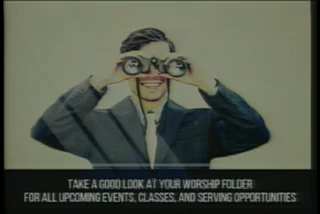 TAKE A GOOD LOOK AT YOUR WORSHIP FOLDER
FOR ALL UPCOMING EVENTS, CLASSES, AND SERVING OPPORTUNITIES